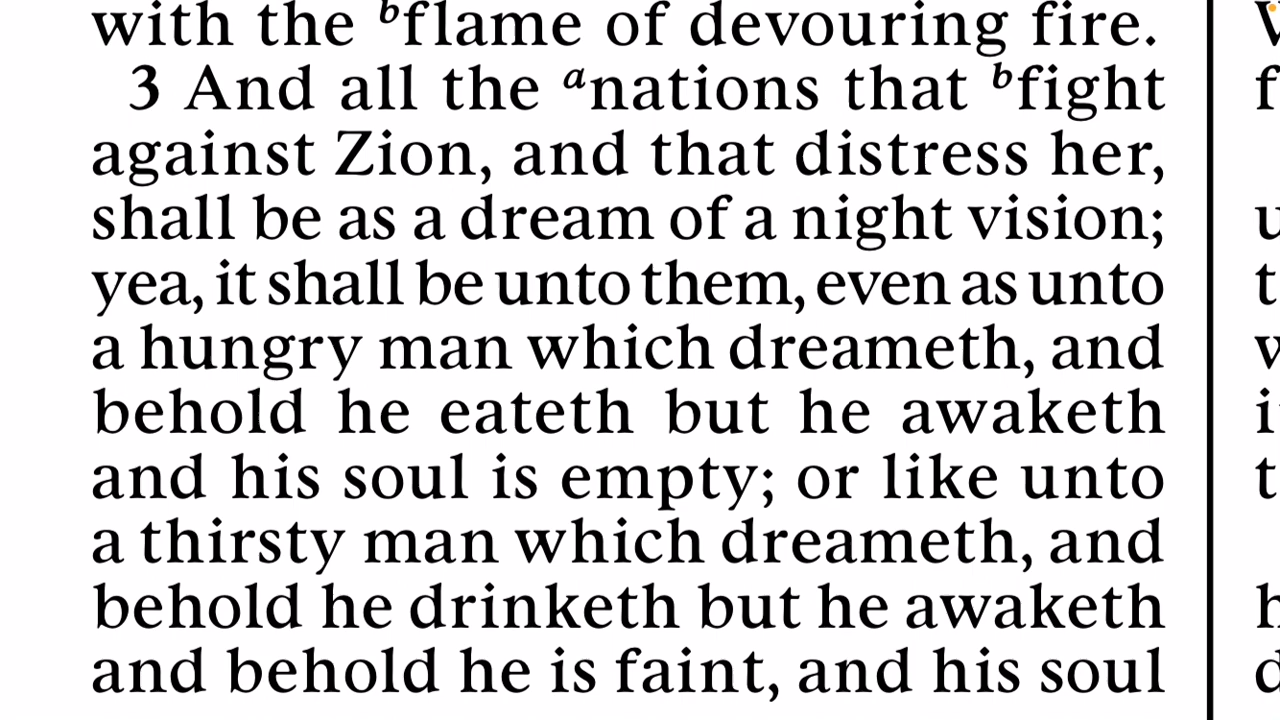 with the bflame of devouring fire.
3 And all the anations that bfight
against Zion, and that distress her,
shall be as a dream of a night vision;
yea, it shall be unto them, even as unto
a hungry man which dreameth, and
behold he eateth but he awaketh
and his soul is empty; or like unto
a thirsty man which dreameth, and
behold he drinketh but he awaketh
and behold he is faint, and his soul